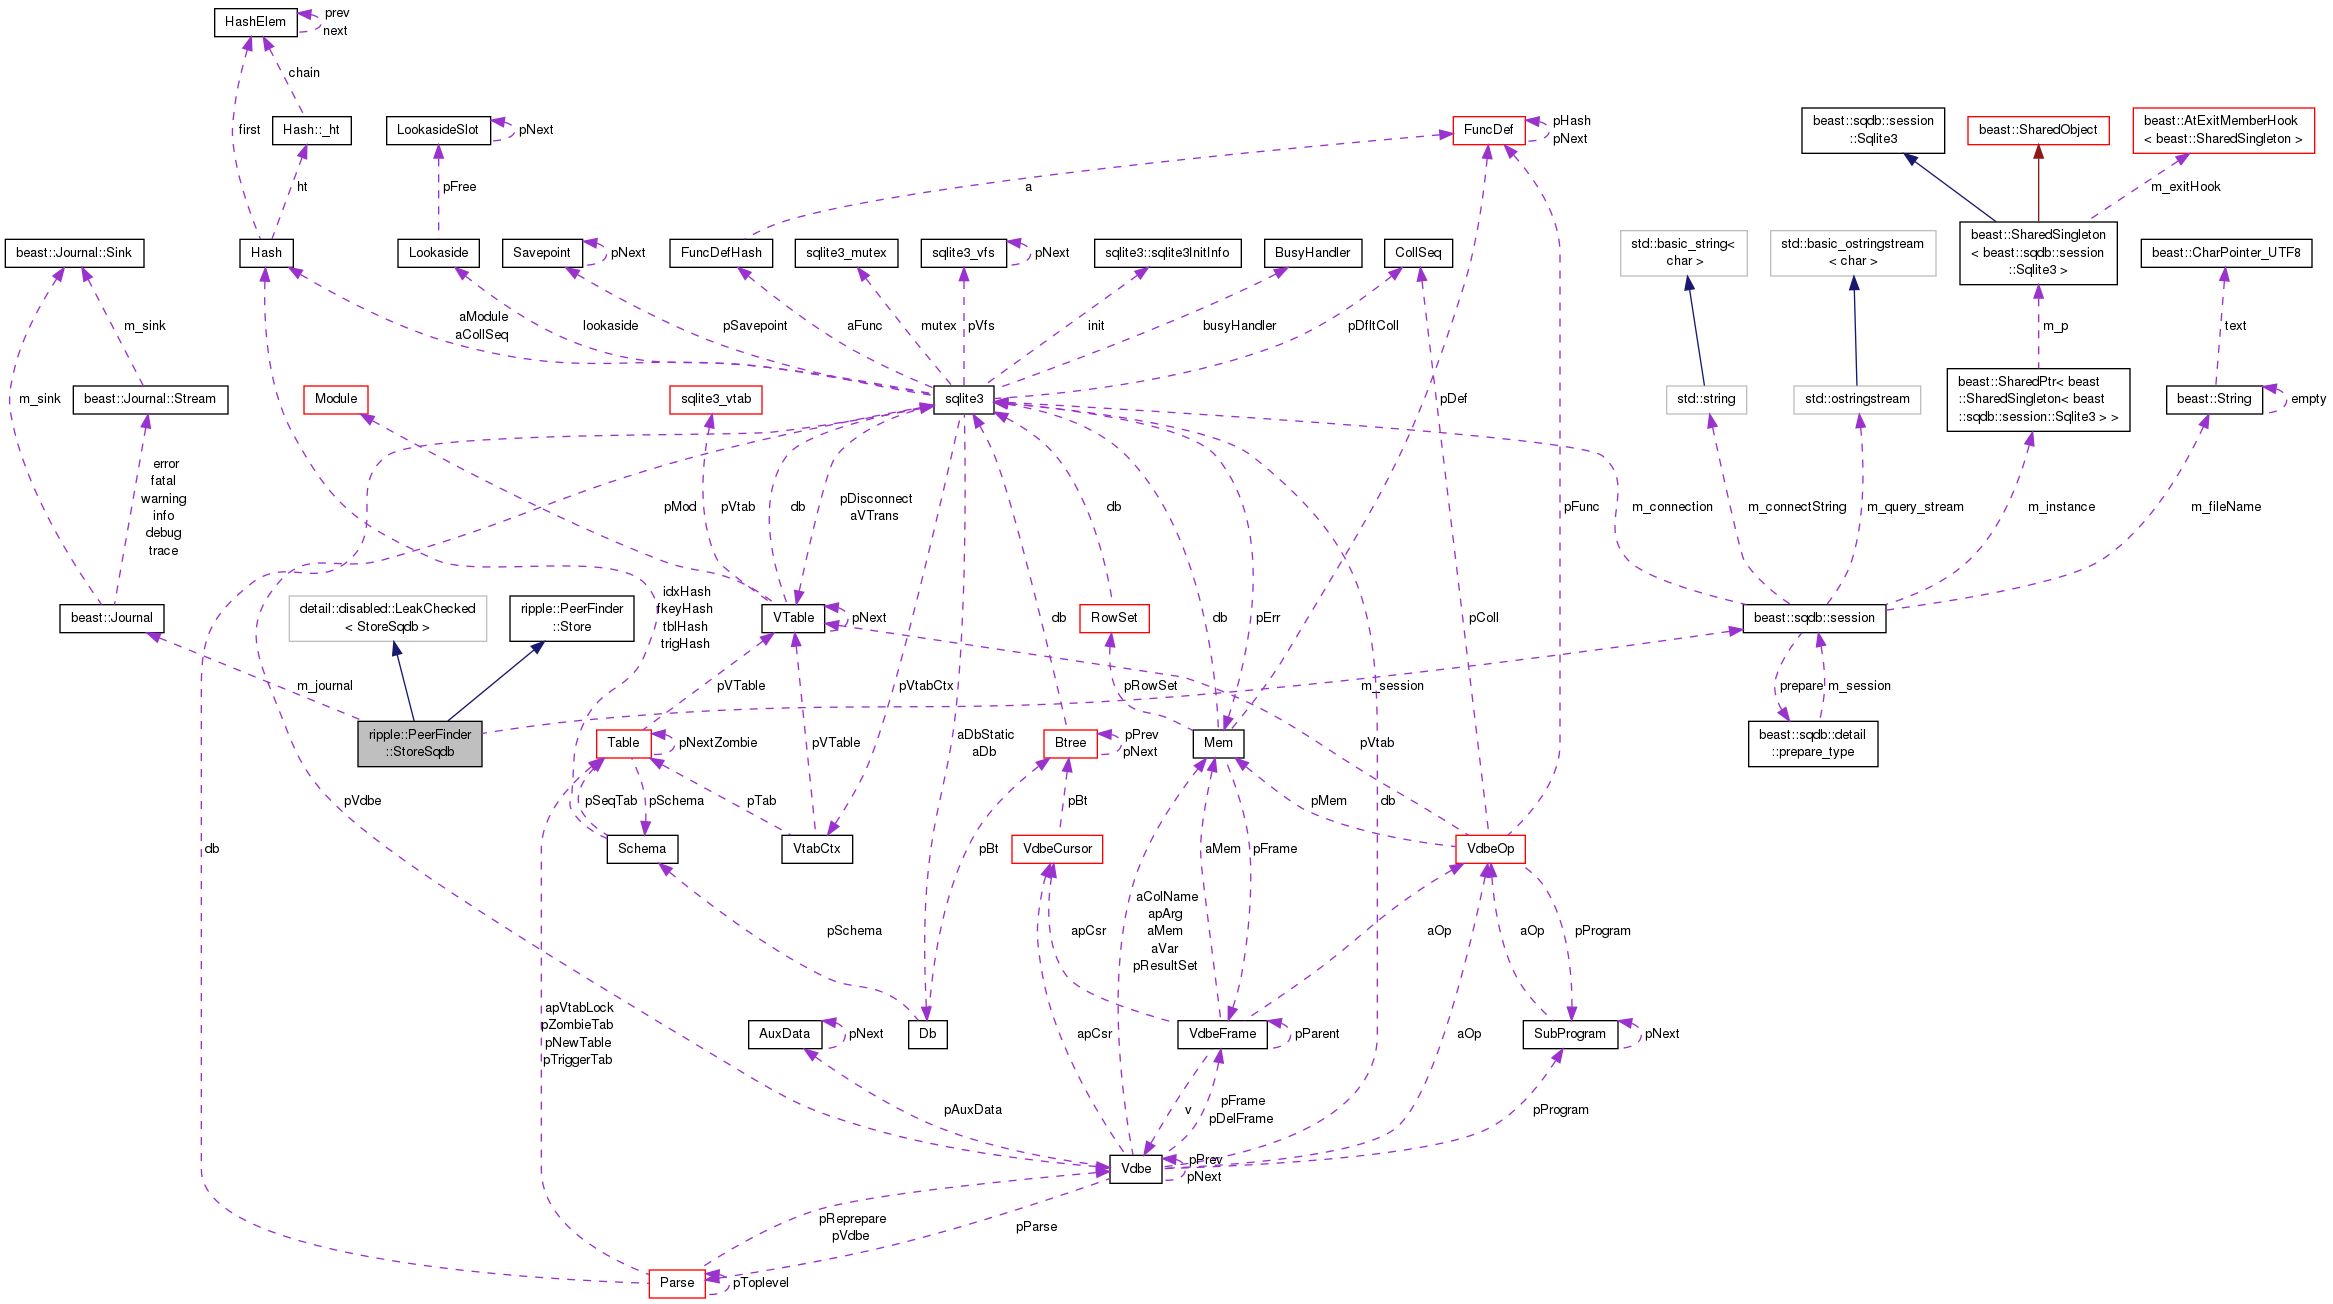 HashElem
prev
next
chain
first
Hash::_ht
LookasideSlot
pNext
FuncDef
pHash
pNext
beast::sqdb::session
::Sqlite3
beast::SharedObject
beast::AtExitMemberHook
< beast::SharedSingleton >
ht
pFree
a
m_exitHook
beast::Journal::Sink
Hash
Lookaside
Savepoint
pNext
FuncDefHash
sqlite3_mutex
sqlite3_vfs
pNext
sqlite3::sqlite3InitInfo
BusyHandler
CollSeq
std::basic_string<
char >
std::basic_ostringstream
< char >
beast::SharedSingleton
< beast::sqdb::session
::Sqlite3 >
beast::CharPointer_UTF8
m_sink
aModule
aCollSeq
lookaside
pSavepoint
aFunc
mutex
pVfs
init
busyHandler
pDfltColl
m_p
text
m_sink
beast::Journal::Stream
Module
sqlite3_vtab
sqlite3
pDef
std::string
std::ostringstream
beast::SharedPtr< beast
::SharedSingleton< beast
::sqdb::session::Sqlite3 > >
beast::String
empty
error
fatal
warning
info
debug
trace
pMod
pVtab
db
pDisconnect
aVTrans
db
pFunc
m_connection
m_connectString
m_query_stream
m_instance
m_fileName
beast::Journal
detail::disabled::LeakChecked
< StoreSqdb >
ripple::PeerFinder
::Store
idxHash
fkeyHash
tblHash
trigHash
VTable
pNext
db
RowSet
db
pErr
pColl
beast::sqdb::session
m_journal
pVTable
pVtabCtx
pRowSet
m_session
prepare
m_session
ripple::PeerFinder
::StoreSqdb
Table
pNextZombie
pVTable
aDbStatic
aDb
Btree
pPrev
pNext
Mem
pVtab
beast::sqdb::detail
::prepare_type
pVdbe
pSeqTab
pSchema
pTab
pBt
pMem
db
db
Schema
VtabCtx
pBt
VdbeCursor
aMem
pFrame
VdbeOp
pSchema
aColName
apArg
aMem
aVar
pResultSet
apCsr
aOp
aOp
pProgram
apVtabLock
pZombieTab
pNewTable
pTriggerTab
AuxData
pNext
Db
apCsr
VdbeFrame
pParent
aOp
SubProgram
pNext
pAuxData
v
pFrame
pDelFrame
pProgram
Vdbe
pPrev
pNext
pReprepare
pVdbe
pParse
Parse
pToplevel